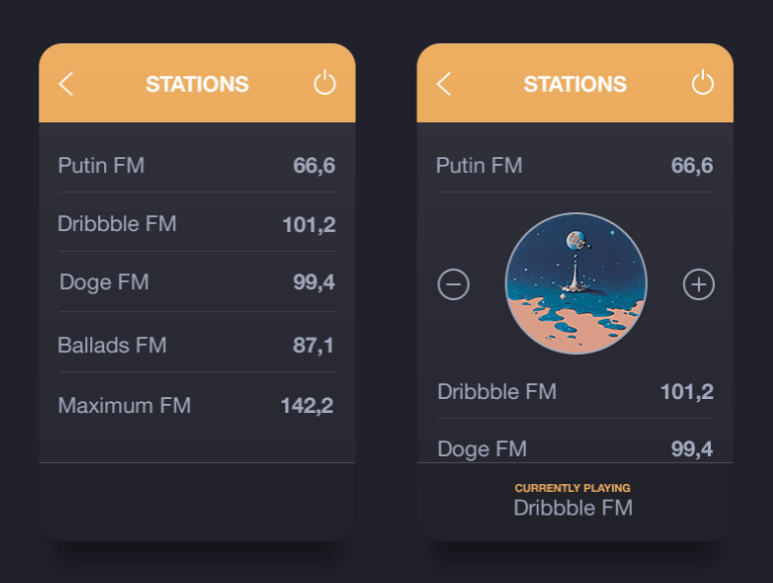 STATIONS
Putin FM 66,6
Dribbble FM 101,2
Doge FM 99,4
Ballads FM 87,1
Maximum FM 142,2
STATIONS
Putin FM 66,6
Dribbble FM 101,2
Doge FM 99,4
CURRENTLY PLAYING
Dribbble FM